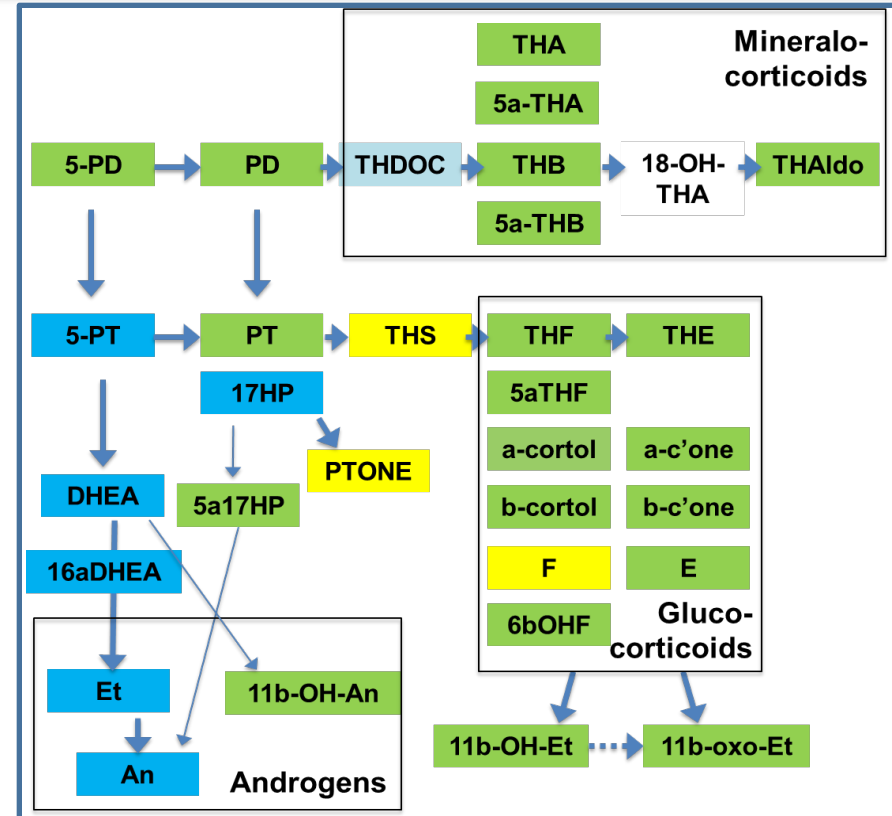 THA
Mineralo-
corticoids
5a-THA
5-PD
PD
THDOC
THB
18-OH-
THA
THAldo
5a-THB
5-PT
PT
THS
THF
THE
17HP
5aTHF
PTONE
a-cortol
a-c’one
DHEA
5a17HP
b-cortol
b-c’one
16aDHEA
F
E
6bOHF
Gluco-
corticoids
Et
11b-OH-An
11b-OH-Et
11b-oxo-Et
An
Androgens